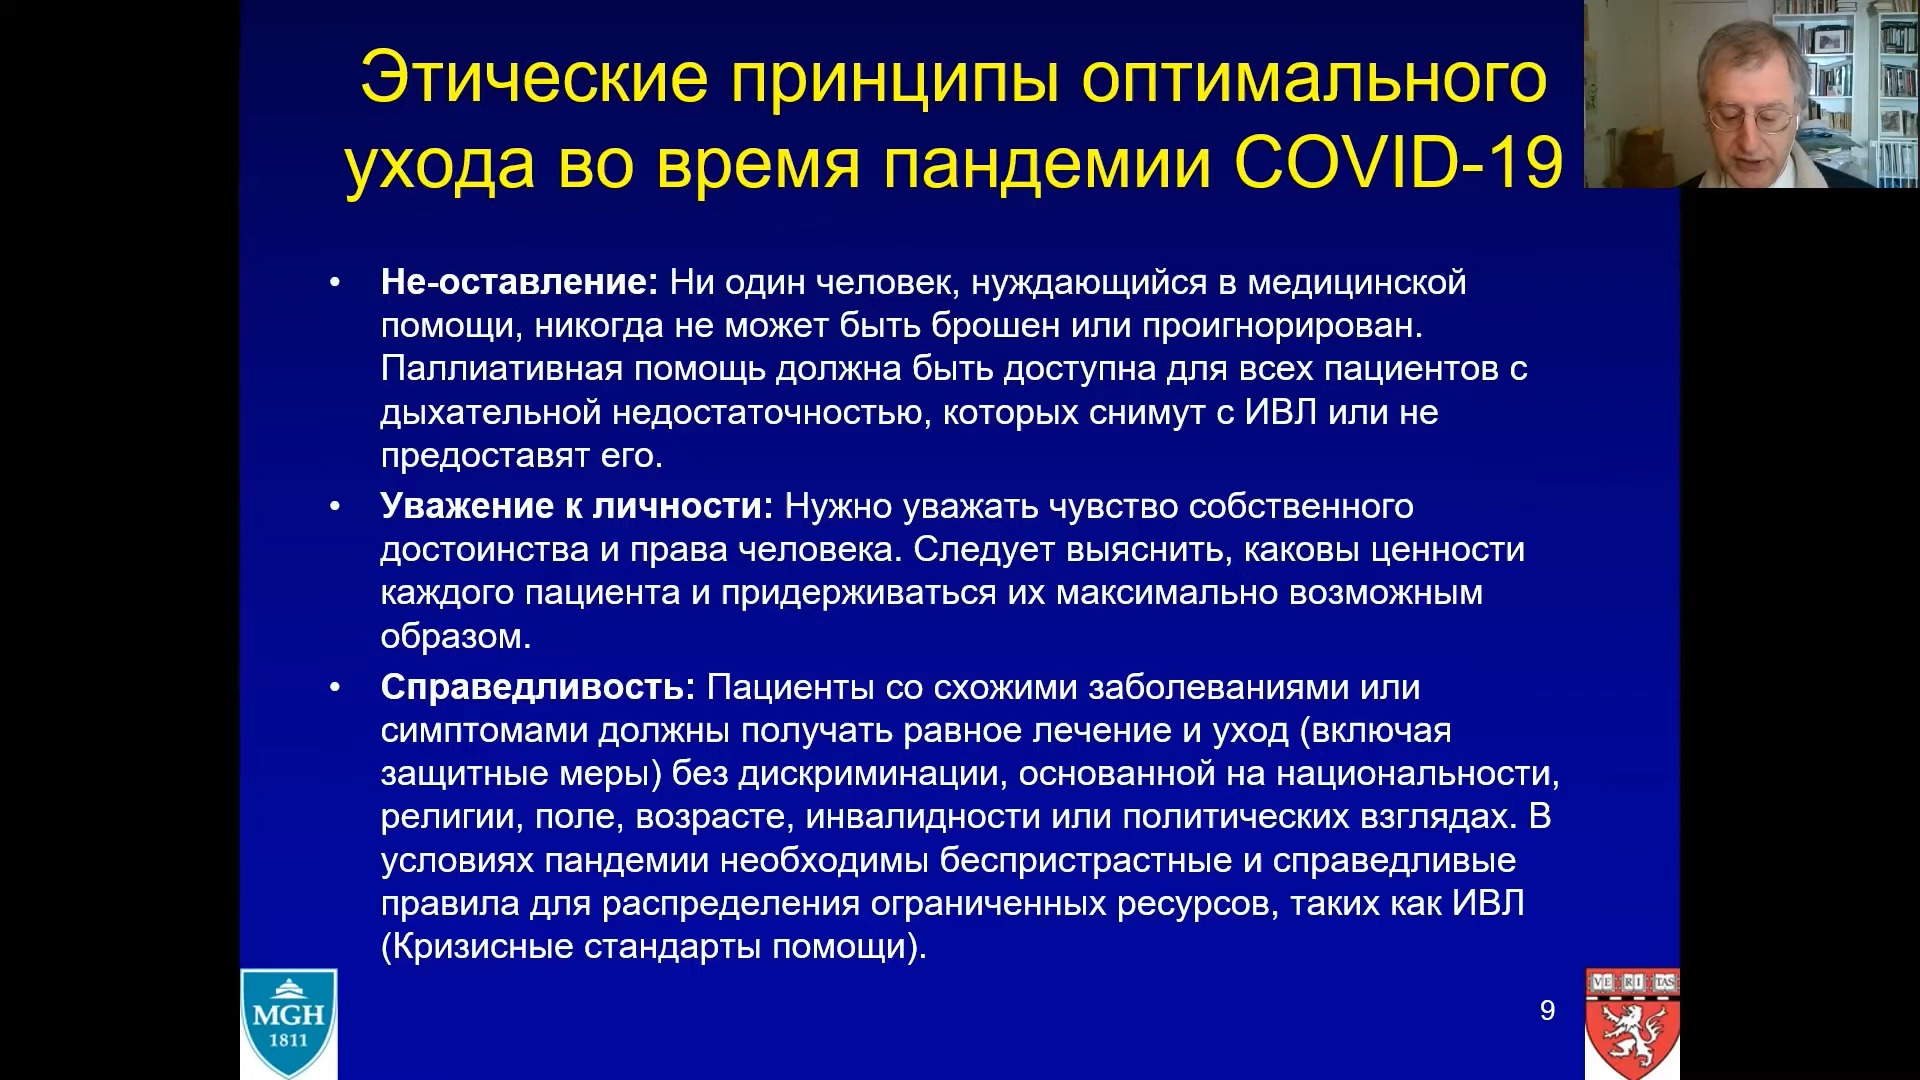 Этические принципы оптимального
ухода во время пандемии COVID-19
• Не-оставление: Ни один человек, нуждающийся в медицинской
помощи, никогда не может быть брошен или проигнорирован.
Паллиативная помощь должна быть доступна для всех пациентов с
дыхательной недостаточностью, которых снимут с ИВЛ или не
предоставят его.
• Уважение к личности: Нужно уважать чувство собственного
достоинства и права человека. Следует выяснить, каковы ценности
каждого пациента и придерживаться их максимально возможным
образом.
• Справедливость: Пациенты со схожими заболеваниями или
симптомами должны получать равное лечение и уход (включая
защитные меры) без дискриминации, основанной на национальности,
религии, поле, возрасте, инвалидности или политических взглядах. В
условиях пандемии необходимы беспристрастные и справедливые
правила для распределения ограниченных ресурсов, таких как ИВЛ
(Кризисные стандарты помощи).
MGH
1811
9
VE RI TAS